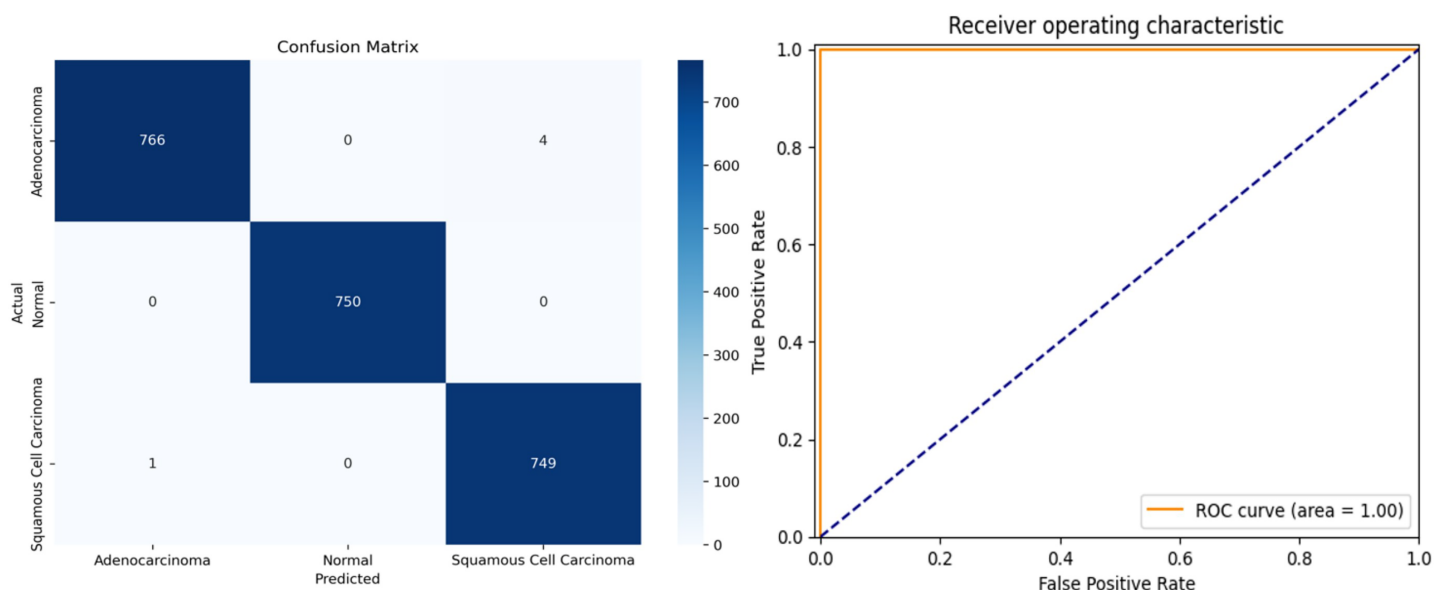 Confusion Matrix
Adenocarcinoma
Normal
Squamous Cell Carcinoma
Actual
766 0 4
0 750 0
1 0 749
Adenocarcinoma Normal Squamous Cell Carcinoma
Predicted
700
600
500
400
300
200
100
0
Receiver operating characteristic
True Positive Rate
1.0
0.8
0.6
0.4
0.2
0.0
ROC curve (area = 1.00)
0.0 0.2 0.4 0.6 0.8 1.0
False Positive Rate